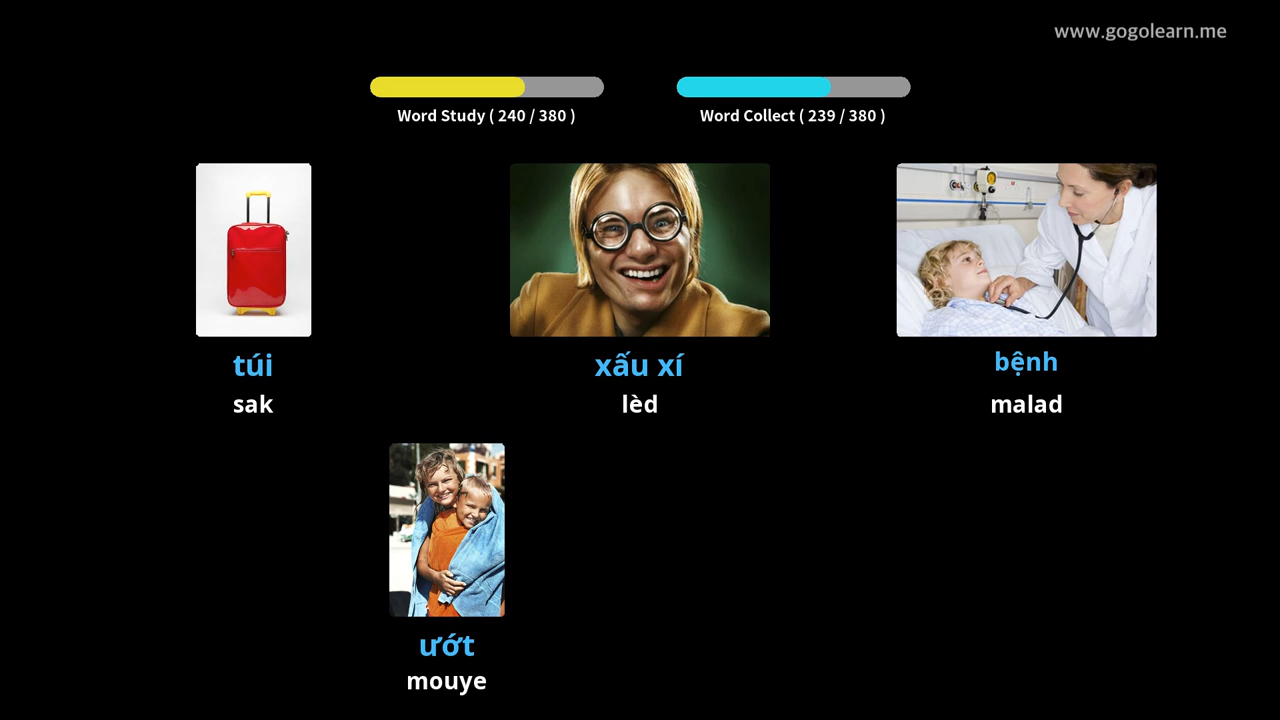 www.gogolearn.me
Word Study ( 240 / 380 )
Word Collect ( 239 / 380 )
túi
sak
xấu xí
lèd
bệnh
malad
ướt
mouye